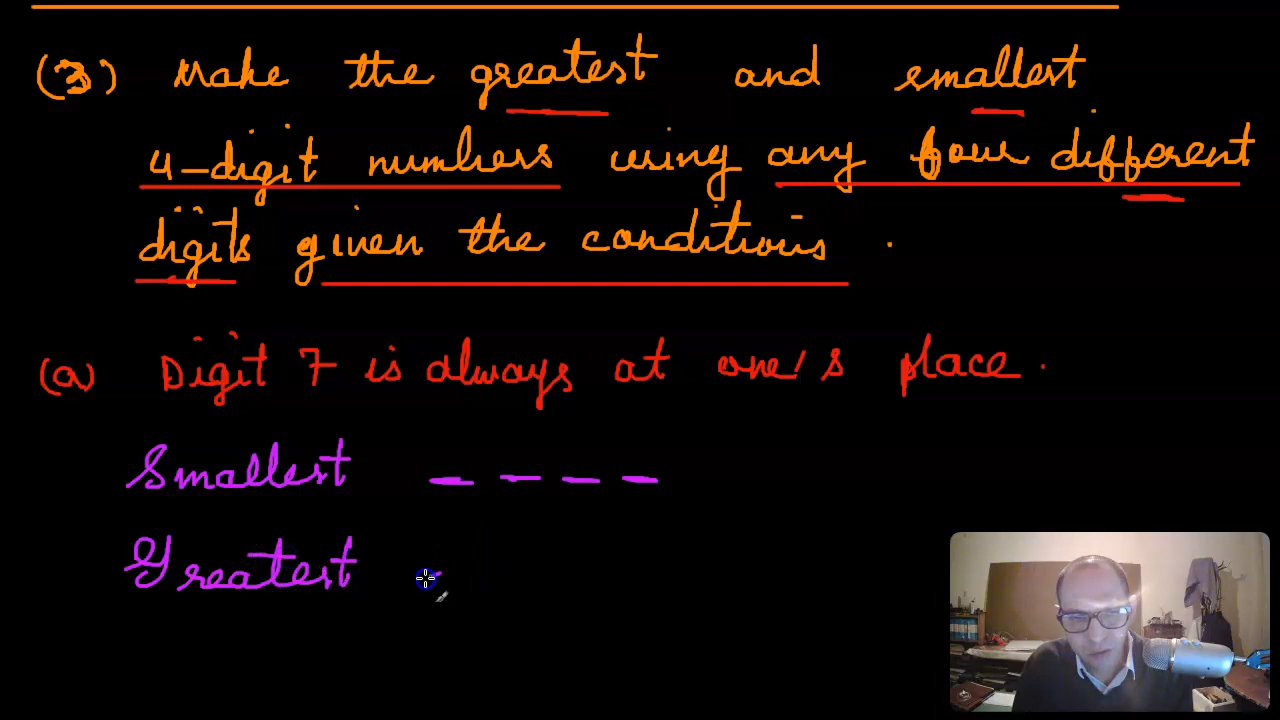 (3) Make the greatest and smallest
4-digit numbers using any four different
digits given the conditions.
(a) Digit 7 is always at one's place.
Smallest _ _ _ _
Greatest